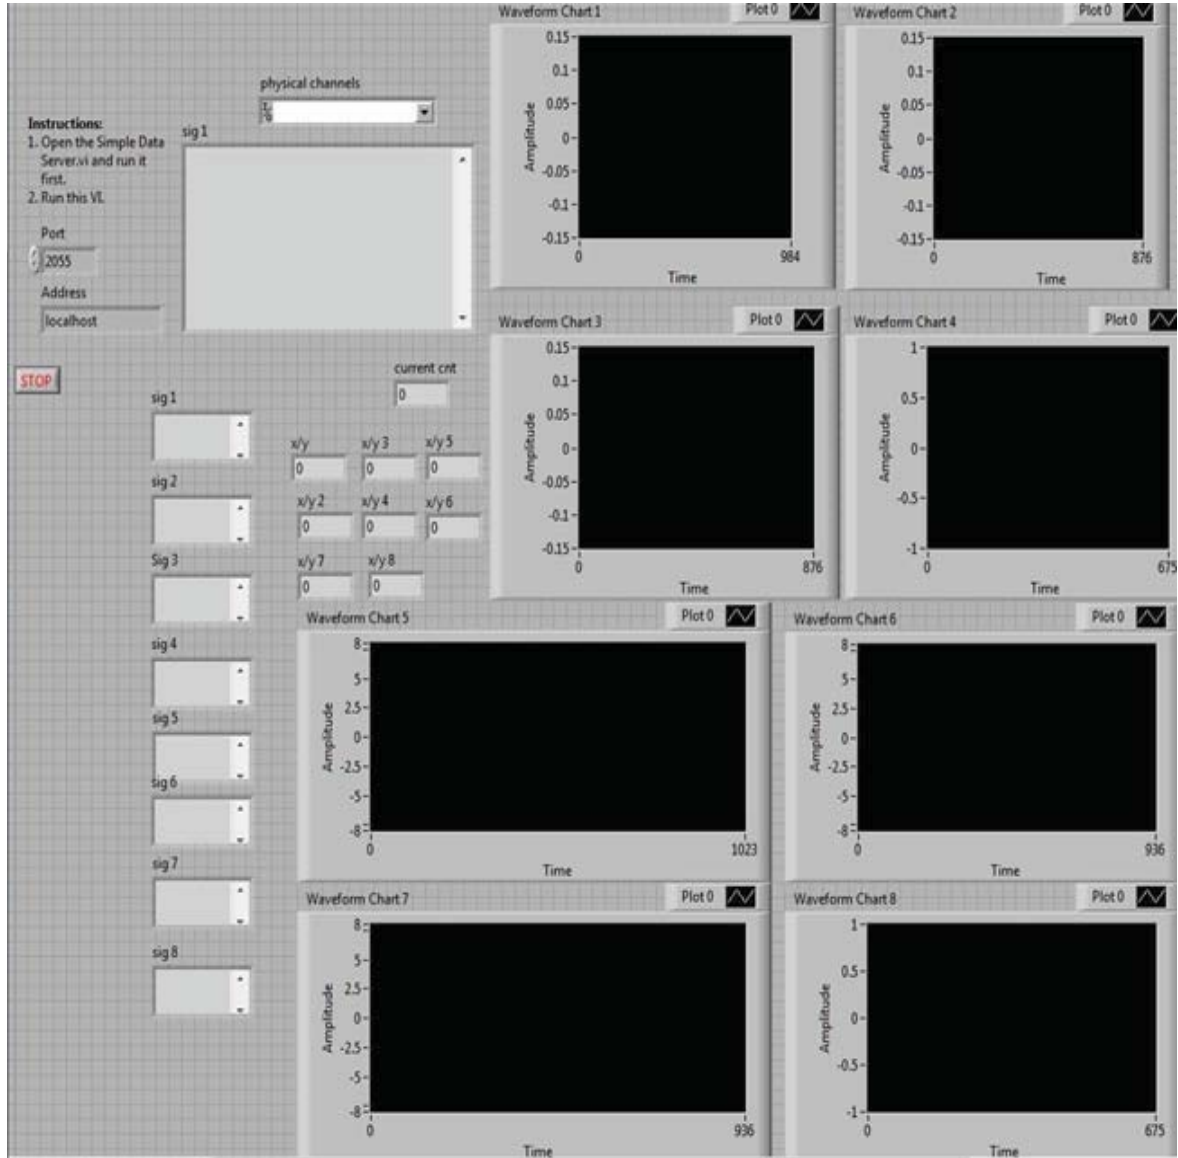 Waveform Chart 1
Plot 0
0.15
0.1
0.05
0
-0.05
-0.1
-0.15
Amplitude
0
984
Time
Waveform Chart 2
Plot 0
0.15
0.1
0.05
0
-0.05
-0.1
-0.15
Amplitude
0
876
Time
physical channels
Instructions:
1. Open the Simple Data
Server.vi and run it
first.
2. Run this VI.
Port
2055
Address
localhost
sig 1
STOP
Waveform Chart 3
Plot 0
0.15
0.1
0.05
0
-0.05
-0.1
-0.15
Amplitude
0
876
Time
Waveform Chart 4
Plot 0
1
0.5
0
-0.5
-1
Amplitude
0
675
Time
current cnt
0
sig 1
sig 2
Sig 3
sig 4
sig 5
sig 6
sig 7
sig 8
x/y
x/y 3
x/y 5
0
0
0
x/y 2
x/y 4
x/y 6
0
0
0
x/y 7
x/y 8
0
0
Waveform Chart 5
Plot 0
8
5
2.5
0
-2.5
-5
-8
Amplitude
0
1023
Time
Waveform Chart 6
Plot 0
8
5
2.5
0
-2.5
-5
-8
Amplitude
0
936
Time
Waveform Chart 7
Plot 0
8
5
2.5
0
-2.5
-5
-8
Amplitude
0
936
Time
Waveform Chart 8
Plot 0
1
0.5
0
-0.5
-1
Amplitude
0
675
Time